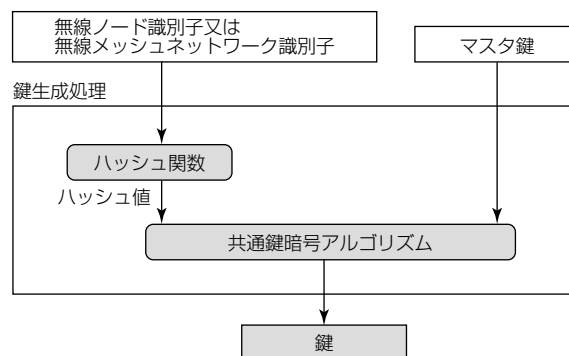 無線ノード識別子又は
無線メッシュネットワーク識別子
マスタ鍵
鍵生成処理
ハッシュ関数
ハッシュ値
共通鍵暗号アルゴリズム
鍵